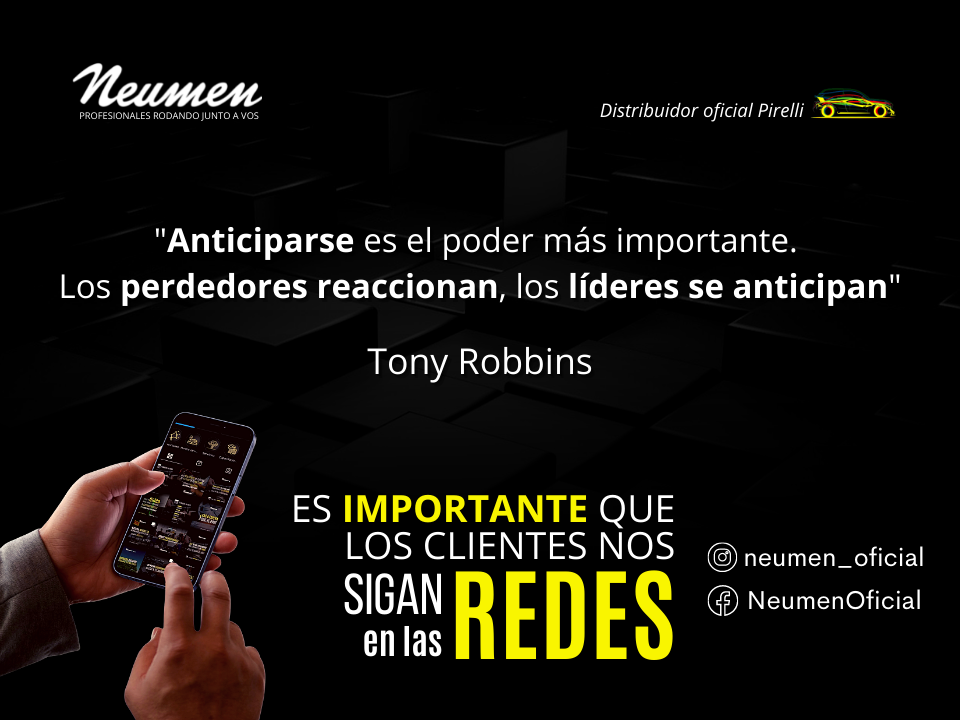 Neumen
PROFESIONALES RODANDO JUNTO A VOS
Distribuidor oficial Pirelli
"Anticiparse es el poder más importante.
Los perdedores reaccionan, los líderes se anticipan"
Tony Robbins
ES IMPORTANTE QUE
LOS CLIENTES NOS
SIGAN
en las
REDES
neumen_oficial
NeumenOficial